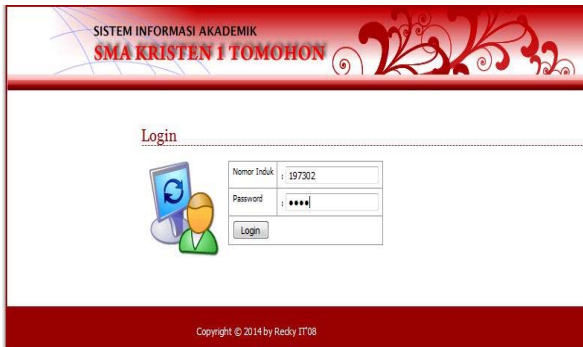 SISTEM INFORMASI AKADEMIK
SMA KRISTEN 1 TOMOHON
Login
Nomor Induk : 197302
Password : ●●●●
Login
Copyright © 2014 by Recky IT'08